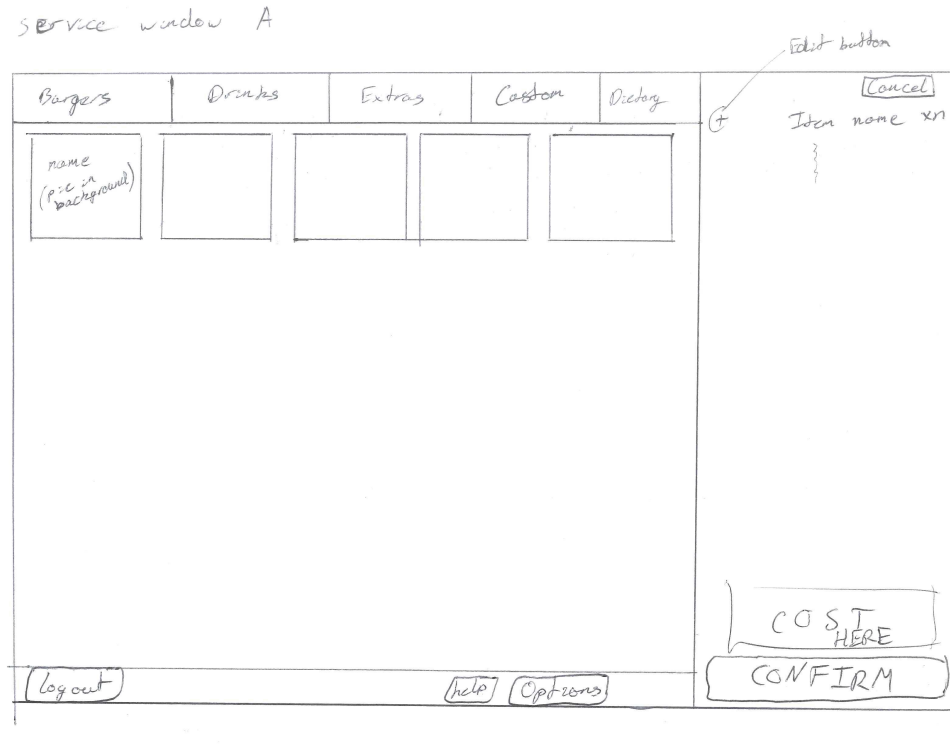 service window A
Edit button
Burgers
Drinks
Extras
Custom
Dietary
Cancel
+
Item name xn
name
(pic in
background)
COST
HERE
CONFIRM
logout
help
Options